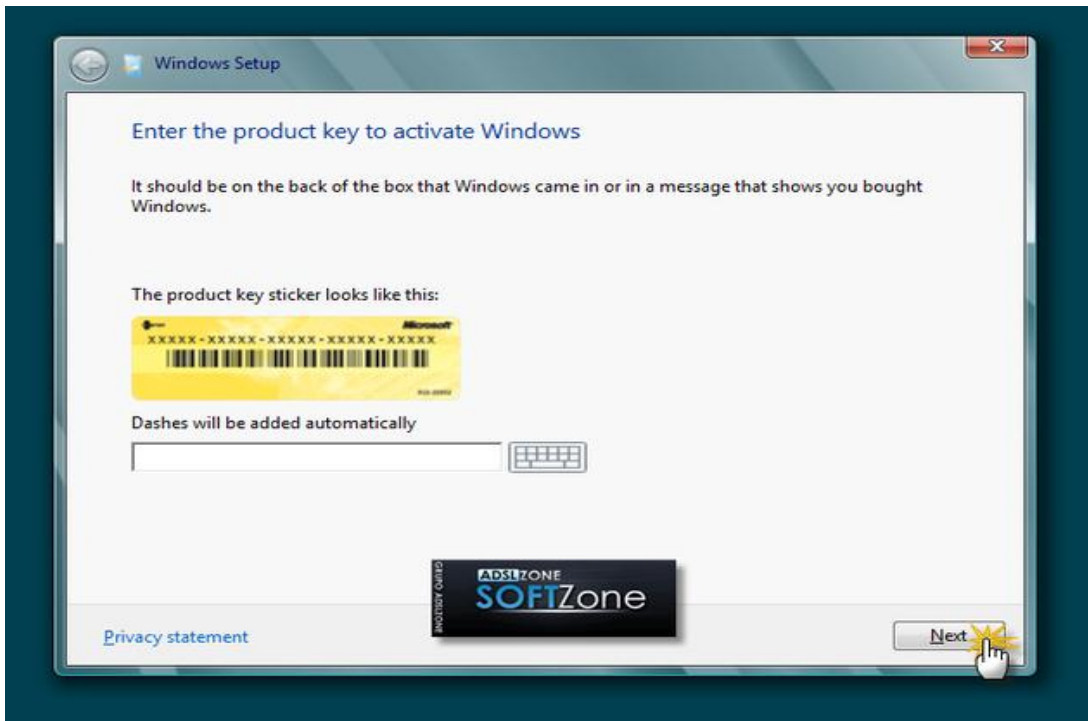 Windows Setup
Enter the product key to activate Windows
It should be on the back of the box that Windows came in or in a message that shows you bought
Windows.
The product key sticker looks like this:
Microsoft
XXXXX-XXXXX-XXXXX-XXXXX-XXXXX
Dashes will be added automatically
GRUPO ADSLZONE
ADSLZONE
SOFTZone
Privacy statement
Next